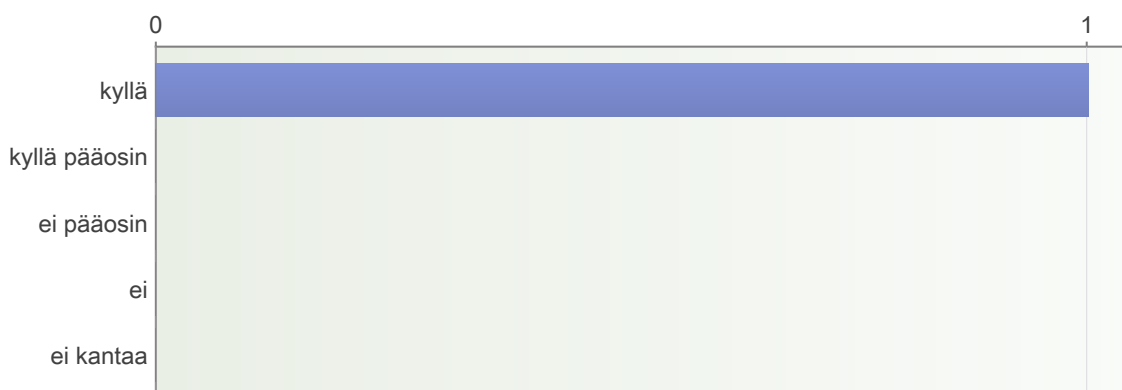 0 1
kyllä
kyllä pääosin
ei pääosin
ei
ei kantaa